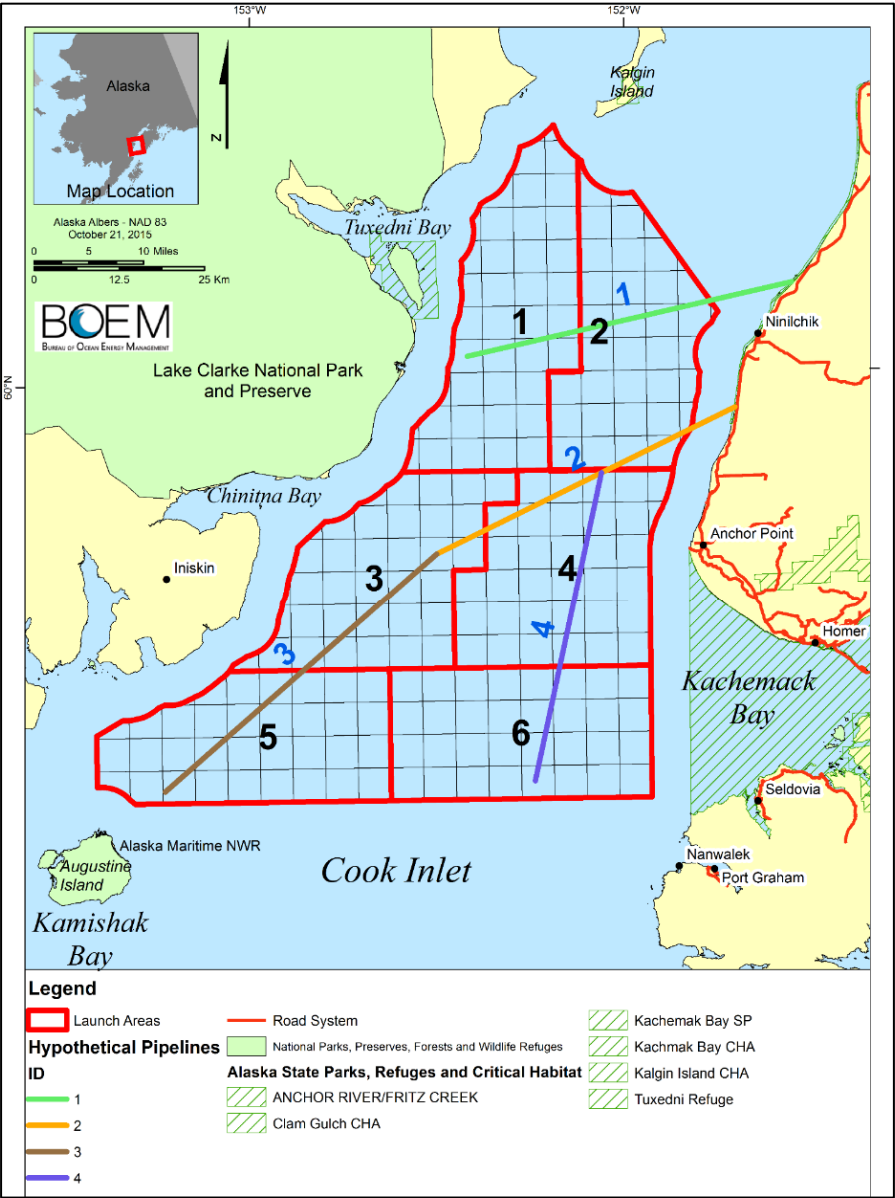 153°W
152°W
Alaska
Map Location
N
Alaska Albers - NAD 83
October 21, 2015
0 5 10 Miles
0 12.5 25 Km
BOEM
BUREAU OF OCEAN ENERGY MANAGEMENT
Kalgin
Island
Tuxedni Bay
1
1
2
Ninilchik
Lake Clarke National Park
and Preserve
60°N
2
Chinitna Bay
Anchor Point
Iniskin
3
4
4
Homer
3
Kachemack
Bay
5
6
Seldovia
Alaska Maritime NWR
Augustine
Island
Cook Inlet
Nanwalek
Port Graham
Kamishak
Bay
Legend
Launch Areas
Hypothetical Pipelines
ID
1
2
3
4
Road System
National Parks, Preserves, Forests and Wildlife Refuges
Alaska State Parks, Refuges and Critical Habitat
ANCHOR RIVER/FRITZ CREEK
Clam Gulch CHA
Kachemak Bay SP
Kachmak Bay CHA
Kalgin Island CHA
Tuxedni Refuge